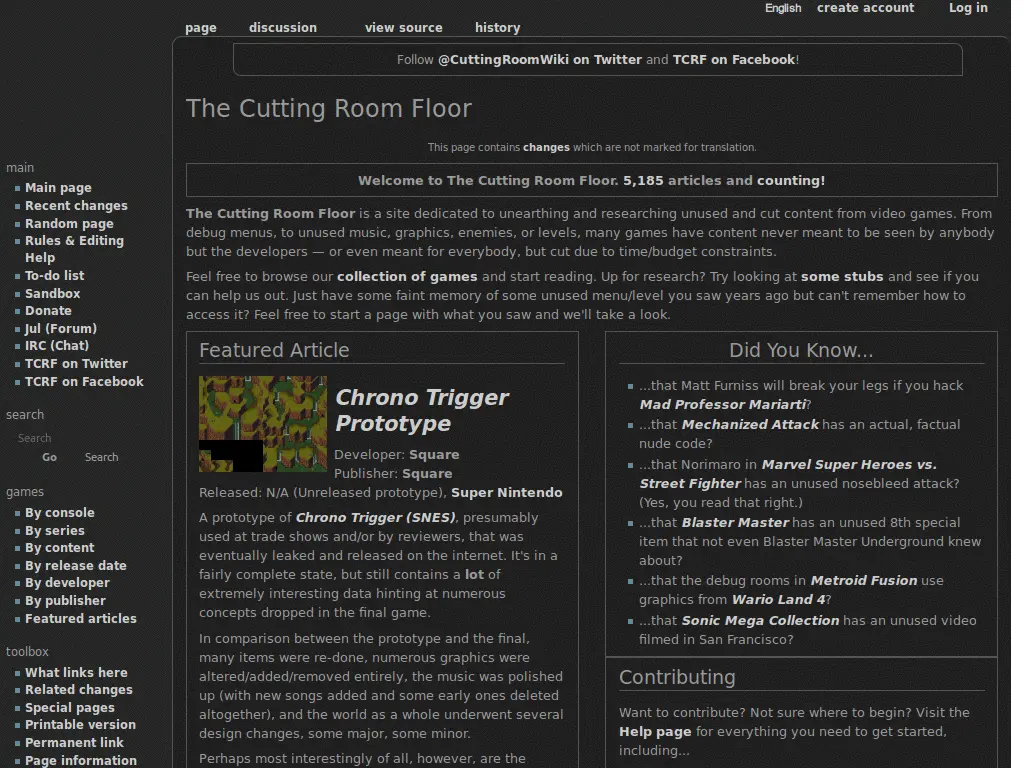 English create account Log in
page discussion view source history
Follow @CuttingRoomWiki on Twitter and TCRF on Facebook!
The Cutting Room Floor
This page contains changes which are not marked for translation.
Welcome to The Cutting Room Floor. 5,185 articles and counting!
The Cutting Room Floor is a site dedicated to unearthing and researching unused and cut content from video games. From
debug menus, to unused music, graphics, enemies, or levels, many games have content never meant to be seen by anybody
but the developers — or even meant for everybody, but cut due to time/budget constraints.
Feel free to browse our collection of games and start reading. Up for research? Try looking at some stubs and see if you
can help us out. Just have some faint memory of some unused menu/level you saw years ago but can't remember how to
access it? Feel free to start a page with what you saw and we'll take a look.
main
Main page
Recent changes
Random page
Rules & Editing
Help
To-do list
Sandbox
Donate
Jul (Forum)
IRC (Chat)
TCRF on Twitter
TCRF on Facebook
search
Search
Go Search
games
By console
By series
By content
By release date
By developer
By publisher
Featured articles
toolbox
What links here
Related changes
Special pages
Printable version
Permanent link
Page information
Featured Article
Chrono Trigger
Prototype
Developer: Square
Publisher: Square
Released: N/A (Unreleased prototype), Super Nintendo
A prototype of Chrono Trigger (SNES), presumably
used at trade shows and/or by reviewers, that was
eventually leaked and released on the internet. It's in a
fairly complete state, but still contains a lot of
extremely interesting data hinting at numerous
concepts dropped in the final game.
In comparison between the prototype and the final,
many items were re-done, numerous graphics were
altered/added/removed entirely, the music was polished
up (with new songs added and some early ones deleted
altogether), and the world as a whole underwent several
design changes, some major, some minor.
Perhaps most interestingly of all, however, are the
Did You Know...
...that Matt Furniss will break your legs if you hack
Mad Professor Mariarti?
...that Mechanized Attack has an actual, factual
nude code?
...that Norimaro in Marvel Super Heroes vs.
Street Fighter has an unused nosebleed attack?
(Yes, you read that right.)
...that Blaster Master has an unused 8th special
item that not even Blaster Master Underground knew
about?
...that the debug rooms in Metroid Fusion use
graphics from Wario Land 4?
...that Sonic Mega Collection has an unused video
filmed in San Francisco?
Contributing
Want to contribute? Not sure where to begin? Visit the
Help page for everything you need to get started,
including...